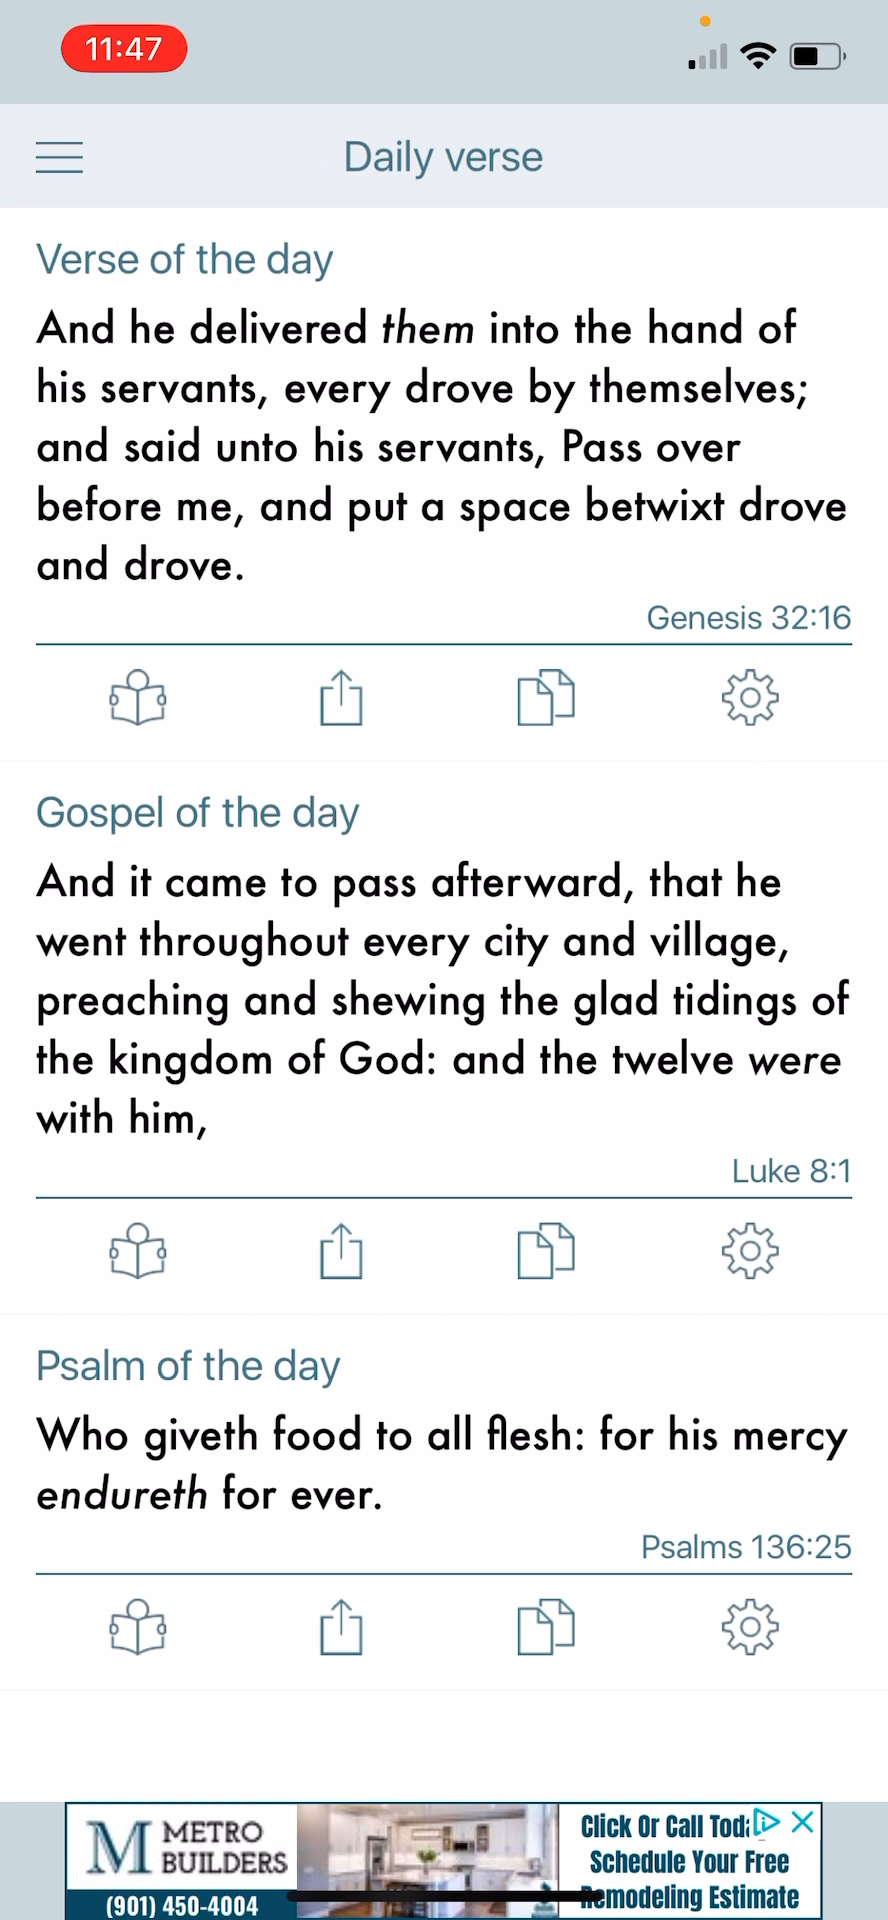 11:47
Daily verse
Verse of the day
And he delivered them into the hand of
his servants, every drove by themselves;
and said unto his servants, Pass over
before me, and put a space betwixt drove
and drove.
Genesis 32:16
Gospel of the day
And it came to pass afterward, that he
went throughout every city and village,
preaching and shewing the glad tidings of
the kingdom of God: and the twelve were
with him,
Luke 8:1
Psalm of the day
Who giveth food to all flesh: for his mercy
endureth for ever.
Psalms 136:25
M METRO
BUILDERS
(901) 450-4004
Click Or Call
Schedule Your Free
Remodeling Estimate